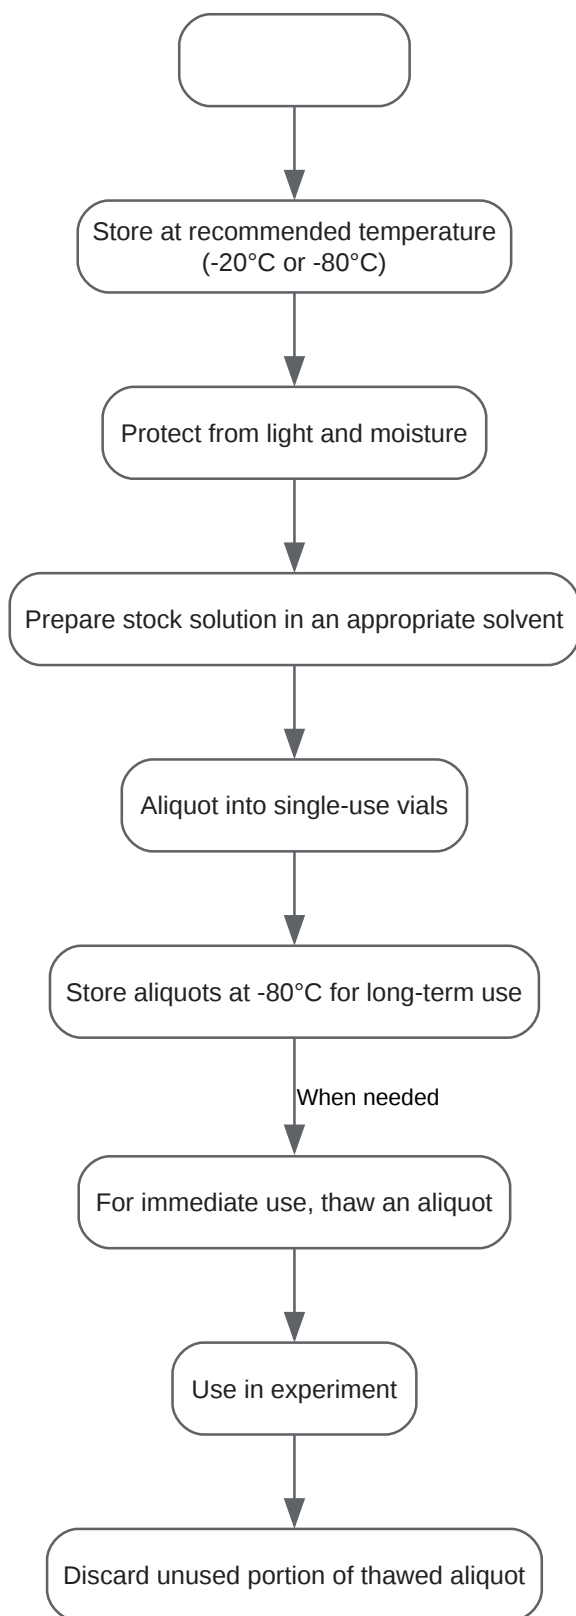 Store at recommended temperature
(-20°C or -80°C)
Protect from light and moisture
Prepare stock solution in an appropriate solvent
Aliquot into single-use vials
Store aliquots at -80°C for long-term use
When needed
For immediate use, thaw an aliquot
Use in experiment
Discard unused portion of thawed aliquot